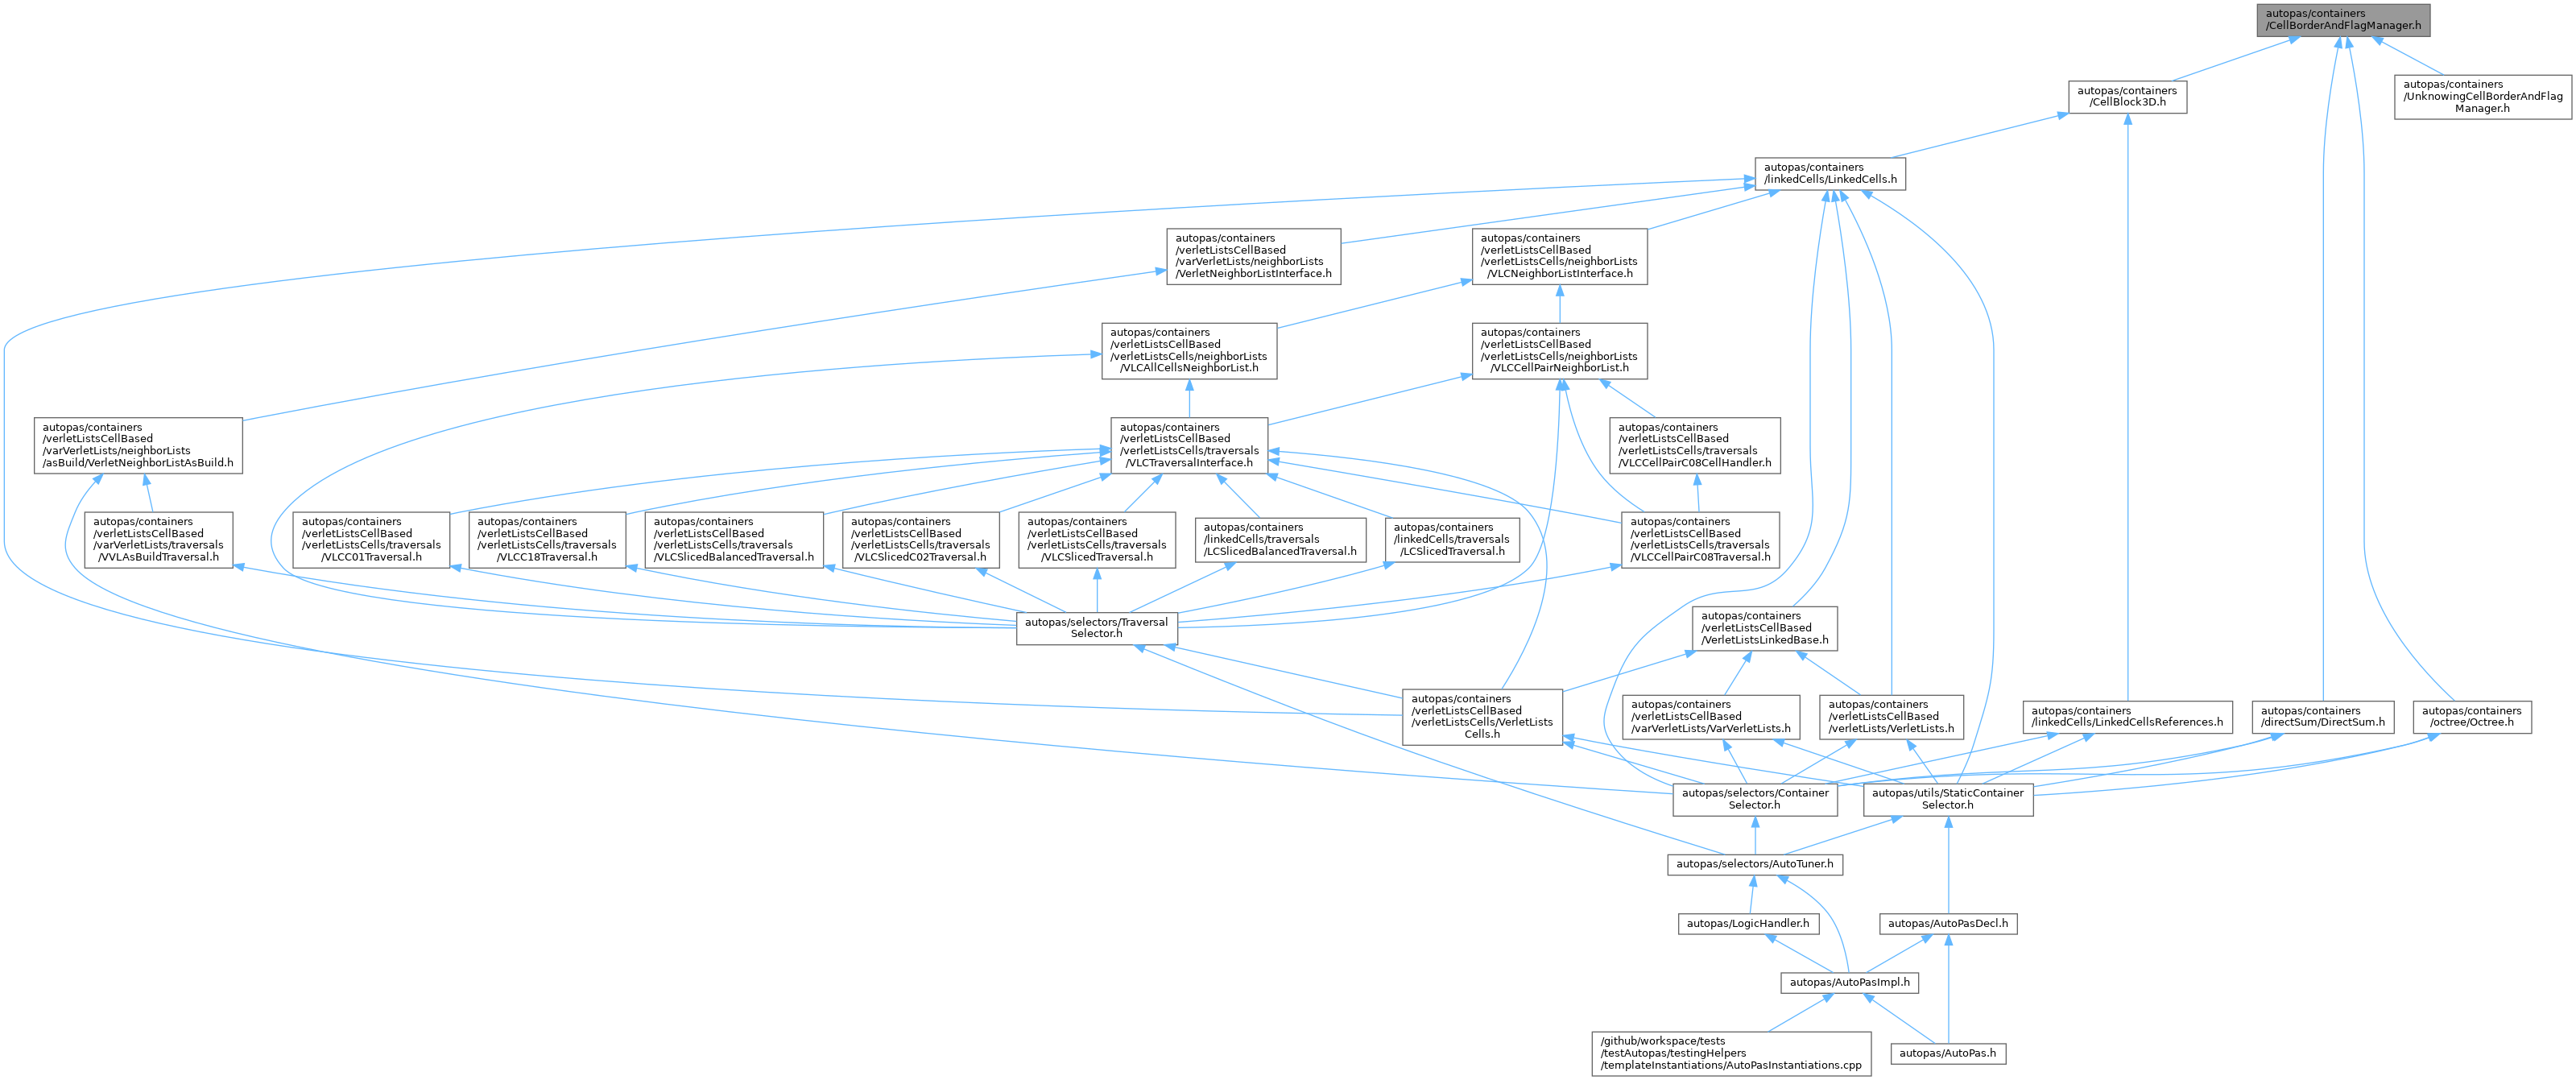 autopas/containers
/CellBorderAndFlagManager.h
autopas/containers
/CellBlock3D.h
autopas/containers
/UnknowingCellBorderAndFlag
Manager.h
autopas/containers
/linkedCells/LinkedCells.h
autopas/containers
/verletListsCellBased
/varVerletLists/neighborLists
/VerletNeighborListInterface.h
autopas/containers
/verletListsCellBased
/verletListsCells/neighborLists
/VLCNeighborListInterface.h
autopas/containers
/verletListsCellBased
/verletListsCells/neighborLists
/VLCAllCellsNeighborList.h
autopas/containers
/verletListsCellBased
/verletListsCells/neighborLists
/VLCCellPairNeighborList.h
autopas/containers
/verletListsCellBased
/varVerletLists/neighborLists
/asBuild/VerletNeighborListAsBuild.h
autopas/containers
/verletListsCellBased
/verletListsCells/traversals
/VLCTraversalInterface.h
autopas/containers
/verletListsCellBased
/verletListsCells/traversals
/VLCCellPairC08CellHandler.h
autopas/containers
/verletListsCellBased
/varVerletLists/traversals
/VVLAsBuildTraversal.h
autopas/containers
/verletListsCellBased
/verletListsCells/traversals
/VLCC01Traversal.h
autopas/containers
/verletListsCellBased
/verletListsCells/traversals
/VLCC18Traversal.h
autopas/containers
/verletListsCellBased
/verletListsCells/traversals
/VLCSlicedBalancedTraversal.h
autopas/containers
/verletListsCellBased
/verletListsCells/traversals
/VLCSlicedC02Traversal.h
autopas/containers
/verletListsCellBased
/verletListsCells/traversals
/VLCSlicedTraversal.h
autopas/containers
/linkedCells/traversals
/LCSlicedBalancedTraversal.h
autopas/containers
/linkedCells/traversals
/LCSlicedTraversal.h
autopas/containers
/verletListsCellBased
/verletListsCells/traversals
/VLCCellPairC08Traversal.h
autopas/selectors/Traversal
Selector.h
autopas/containers
/verletListsCellBased
/VerletListsLinkedBase.h
autopas/containers
/verletListsCellBased
/verletListsCells/VerletLists
Cells.h
autopas/containers
/verletListsCellBased
/varVerletLists/VarVerletLists.h
autopas/containers
/verletListsCellBased
/verletLists/VerletLists.h
autopas/containers
/linkedCells/LinkedCellsReferences.h
autopas/containers
/directSum/DirectSum.h
autopas/containers
/octree/Octree.h
autopas/selectors/Container
Selector.h
autopas/utils/StaticContainer
Selector.h
autopas/selectors/AutoTuner.h
autopas/LogicHandler.h
autopas/AutoPasDecl.h
autopas/AutoPasImpl.h
/github/workspace/tests
/testAutopas/testingHelpers
/templateInstantiations/AutoPasInstantiations.cpp
autopas/AutoPas.h